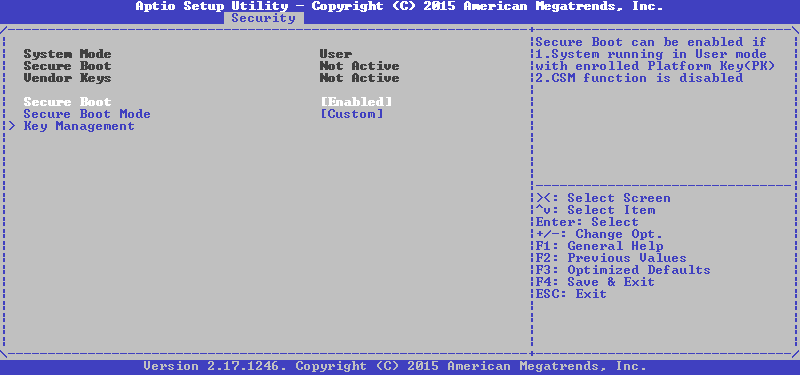 Aptio Setup Utility - Copyright (C) 2015 American Megatrends, Inc.
Security
System Mode User
Secure Boot Not Active
Vendor Keys Not Active
Secure Boot [Enabled]
Secure Boot Mode [Custom]
> Key Management
Secure Boot can be enabled if
1.System running in User mode
with enrolled Platform Key(PK)
2.CSM function is disabled
><: Select Screen
^v: Select Item
Enter: Select
+/-: Change Opt.
F1: General Help
F2: Previous Values
F3: Optimized Defaults
F4: Save & Exit
ESC: Exit
Version 2.17.1246. Copyright (C) 2015 American Megatrends, Inc.